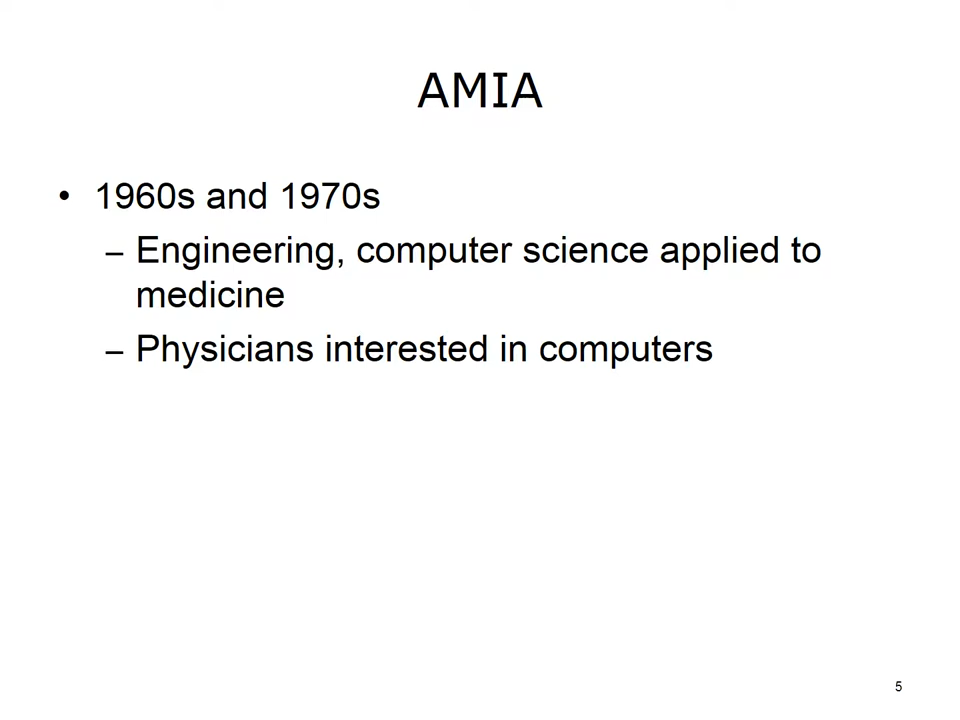 AMIA
• 1960s and 1970s
– Engineering, computer science applied to
medicine
– Physicians interested in computers
5